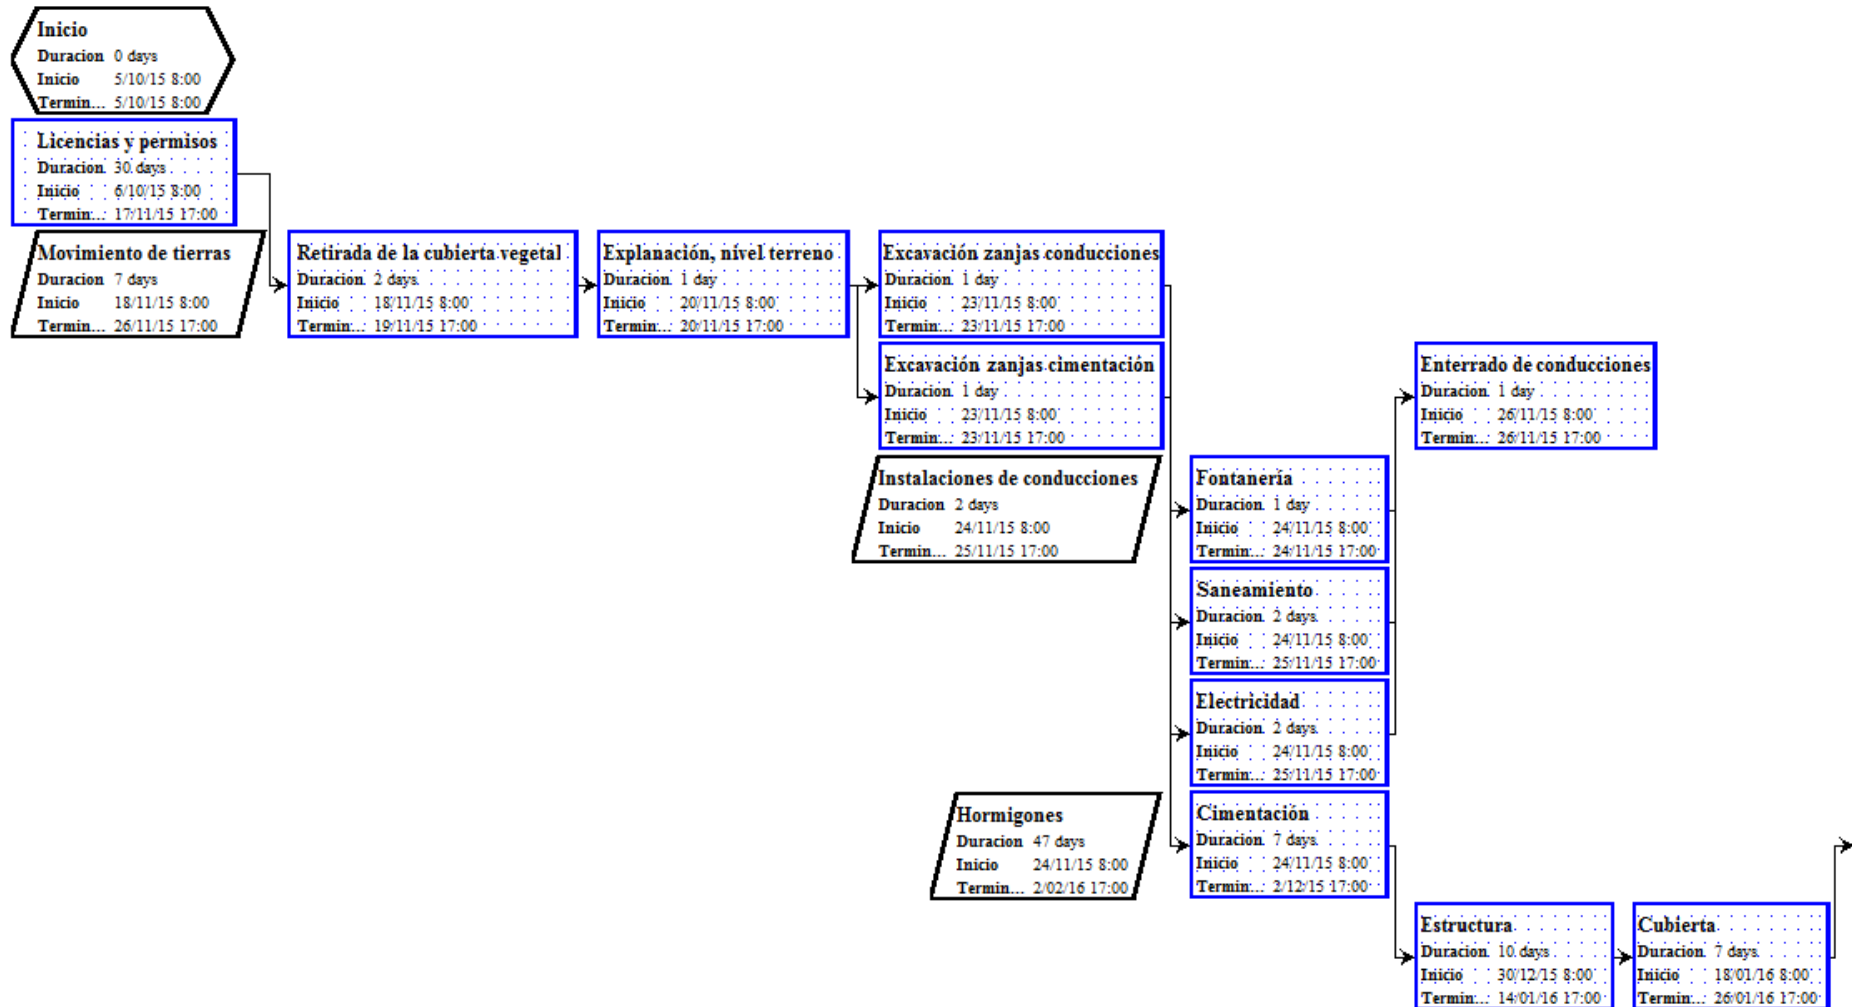 Inicio
Duracion 0 days
Inicio 5/10/15 8:00
Termin... 5/10/15 8:00
Licencias y permisos
Duracion 30 days
Inicio 6/10/15 8:00
Termin... 17/11/15 17:00
Movimiento de tierras
Duracion 7 days
Inicio 18/11/15 8:00
Termin... 26/11/15 17:00
Retirada de la cubierta vegetal
Duracion 2 days
Inicio 18/11/15 8:00
Termin... 19/11/15 17:00
Explanación, nivel terreno
Duracion 1 day
Inicio 20/11/15 8:00
Termin... 20/11/15 17:00
Excavación zanjas conducciones
Duracion 1 day
Inicio 23/11/15 8:00
Termin... 23/11/15 17:00
Excavación zanjas cimentación
Duracion 1 day
Inicio 23/11/15 8:00
Termin... 23/11/15 17:00
Enterrado de conducciones
Duracion 1 day
Inicio 26/11/15 8:00
Termin... 26/11/15 17:00
Instalaciones de conducciones
Duracion 2 days
Inicio 24/11/15 8:00
Termin... 25/11/15 17:00
Fontanería
Duracion 1 day
Inicio 24/11/15 8:00
Termin... 24/11/15 17:00
Saneamiento
Duracion 2 days
Inicio 24/11/15 8:00
Termin... 25/11/15 17:00
Electricidad
Duracion 2 days
Inicio 24/11/15 8:00
Termin... 25/11/15 17:00
Hormigones
Duracion 47 days
Inicio 24/11/15 8:00
Termin... 2/02/16 17:00
Cimentación
Duracion 7 days
Inicio 24/11/15 8:00
Termin... 2/12/15 17:00
Estructura
Duracion 10 days
Inicio 30/12/15 8:00
Termin... 14/01/16 17:00
Cubierta
Duracion 7 days
Inicio 18/01/16 8:00
Termin... 26/01/16 17:00